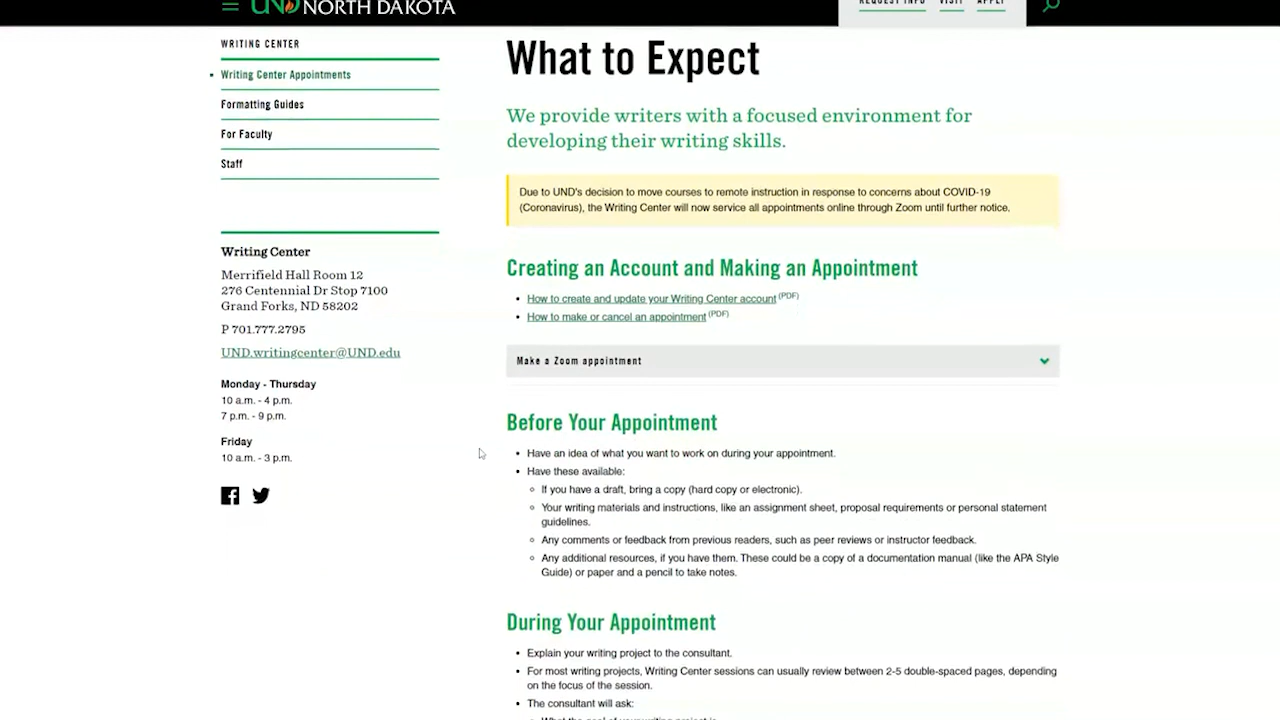 UND NORTH DAKOTA
REQUEST INFO VISIT APPLY
WRITING CENTER
Writing Center Appointments
Formatting Guides
For Faculty
Staff
Writing Center
Merrifield Hall Room 12
276 Centennial Dr Stop 7100
Grand Forks, ND 58202
P 701.777.2795
UND.writingcenter@UND.edu
Monday - Thursday
10 a.m. - 4 p.m.
7 p.m. - 9 p.m.
Friday
10 a.m. - 3 p.m.
What to Expect
We provide writers with a focused environment for
developing their writing skills.
Due to UND's decision to move courses to remote instruction in response to concerns about COVID-19
(Coronavirus), the Writing Center will now service all appointments online through Zoom until further notice.
Creating an Account and Making an Appointment
• How to create and update your Writing Center account (PDF)
• How to make or cancel an appointment (PDF)
Make a Zoom appointment
Before Your Appointment
• Have an idea of what you want to work on during your appointment.
• Have these available:
◦ If you have a draft, bring a copy (hard copy or electronic).
◦ Your writing materials and instructions, like an assignment sheet, proposal requirements or personal statement
guidelines.
◦ Any comments or feedback from previous readers, such as peer reviews or instructor feedback.
◦ Any additional resources, if you have them. These could be a copy of a documentation manual (like the APA Style
Guide) or paper and a pencil to take notes.
During Your Appointment
• Explain your writing project to the consultant.
• For most writing projects, Writing Center sessions can usually review between 2-5 double-spaced pages, depending
on the focus of the session.
• The consultant will ask:
◦ What the goal of your writing project is